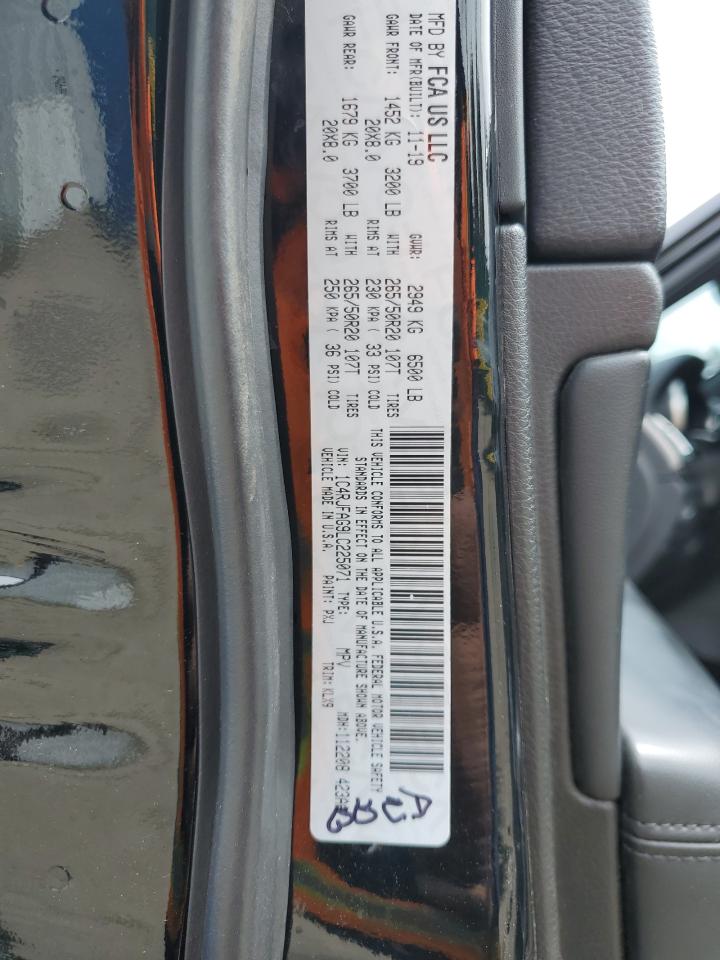 MFD BY FCA US LLC
DATE OF MFR(BUILT): 11-19 GVWR: 2949 KG 6500 LB
GAWR FRONT: 1452 KG 3200 LB WITH 265/50R20 107T TIRES
20X8.0 RIMS AT 230 KPA ( 33 PSI) COLD
GAWR REAR: 1679 KG 3700 LB WITH 265/50R20 107T TIRES
20X8.0 RIMS AT 250 KPA ( 36 PSI) COLD
THIS VEHICLE CONFORMS TO ALL APPLICABLE U.S.A. FEDERAL MOTOR VEHICLE SAFETY
STANDARDS IN EFFECT ON THE DATE OF MANUFACTURE SHOWN ABOVE.
VIN: 1C4RJFAG9LC225071 TYPE: MPV MDH:112208 423A
VEHICLE MADE IN U.S.A. PAINT: PXJ TRIM: KLX9